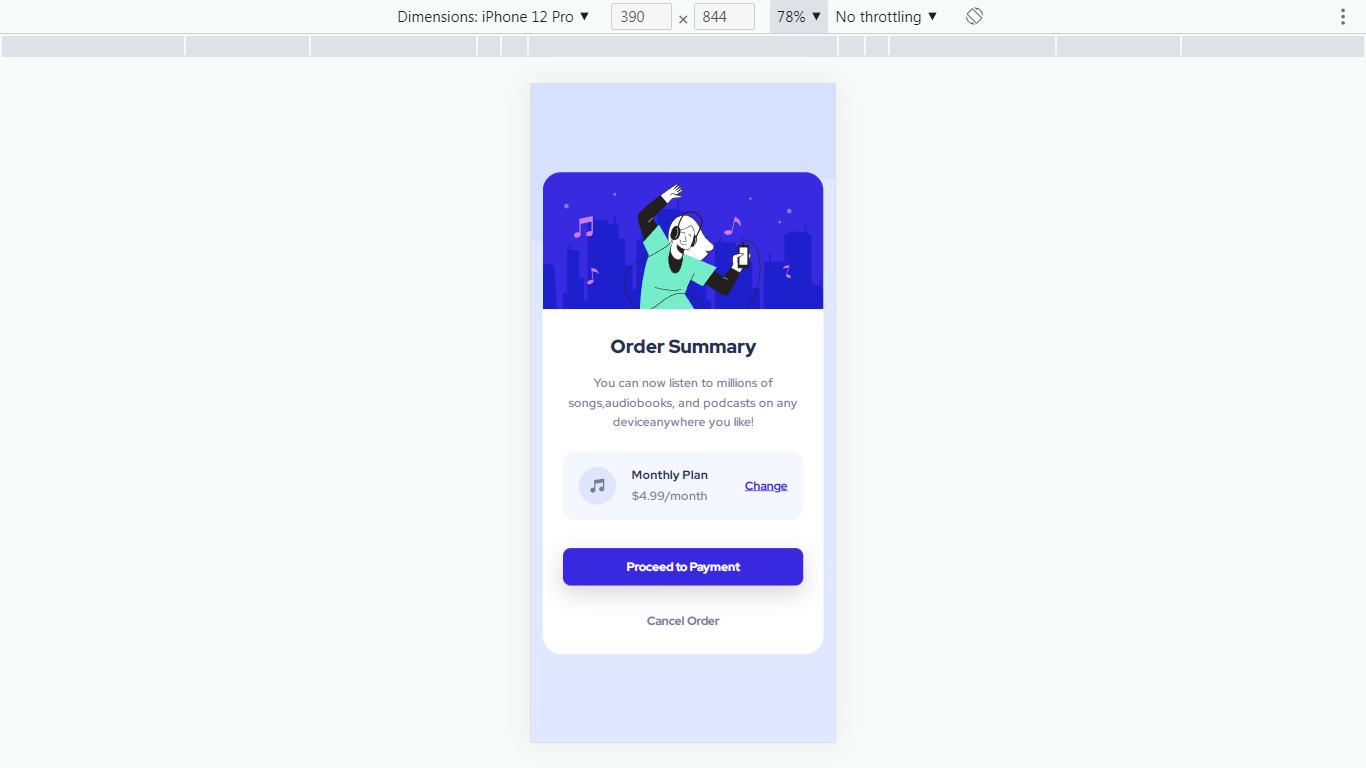 Dimensions: iPhone 12 Pro ▼ 390 × 844 78% ▼ No throttling ▼
Order Summary
You can now listen to millions of
songs,audiobooks, and podcasts on any
deviceanywhere you like!
Monthly Plan
$4.99/month
Change
Proceed to Payment
Cancel Order